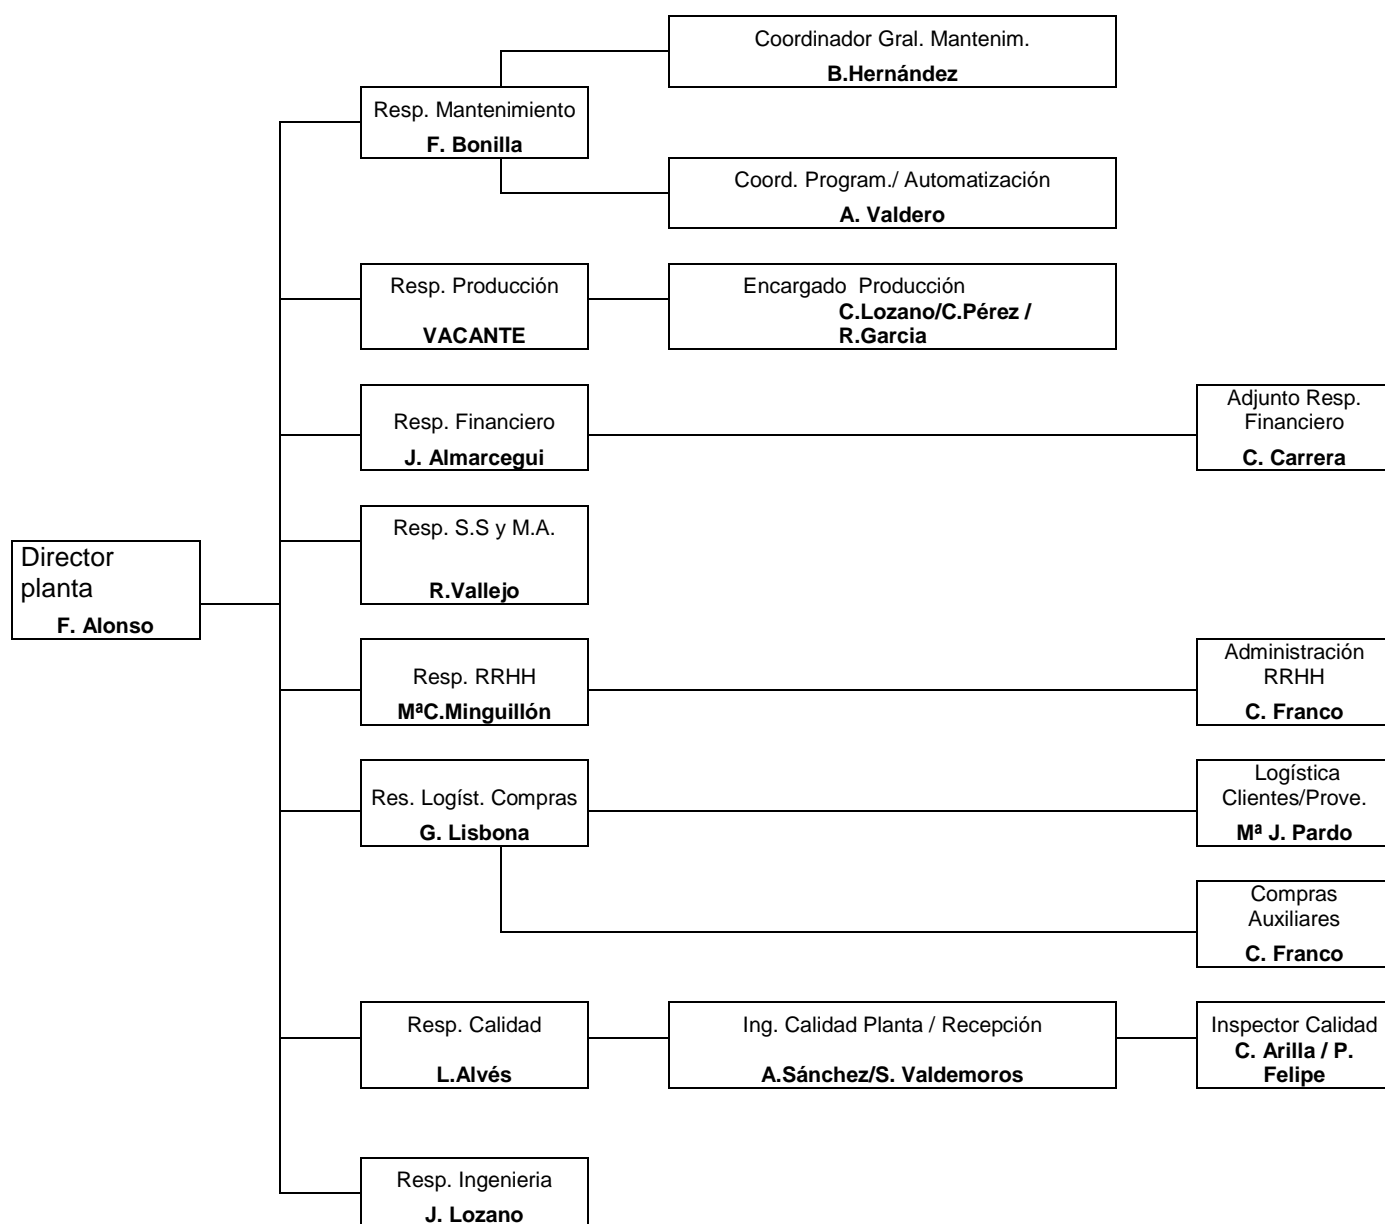 Coordinador Gral. Mantenim.
B.Hernández
Resp. Mantenimiento
F. Bonilla
Coord. Program./ Automatización
A. Valdero
Resp. Producción
VACANTE
Encargado  Producción
C.Lozano/C.Pérez /
R.Garcia
Resp. Financiero
J. Almarcegui
Adjunto Resp.
Financiero
C. Carrera
Resp. S.S y M.A.
R.Vallejo
Director
planta
F. Alonso
Resp. RRHH
MªC.Minguillón
Administración
RRHH
C. Franco
Res. Logíst. Compras
G. Lisbona
Logística
Clientes/Prove.
Mª J. Pardo
Compras
Auxiliares
C. Franco
Resp. Calidad
L.Alvés
Ing. Calidad Planta / Recepción
A.Sánchez/S. Valdemoros
Inspector Calidad
C. Arilla / P.
Felipe
Resp. Ingenieria
J. Lozano